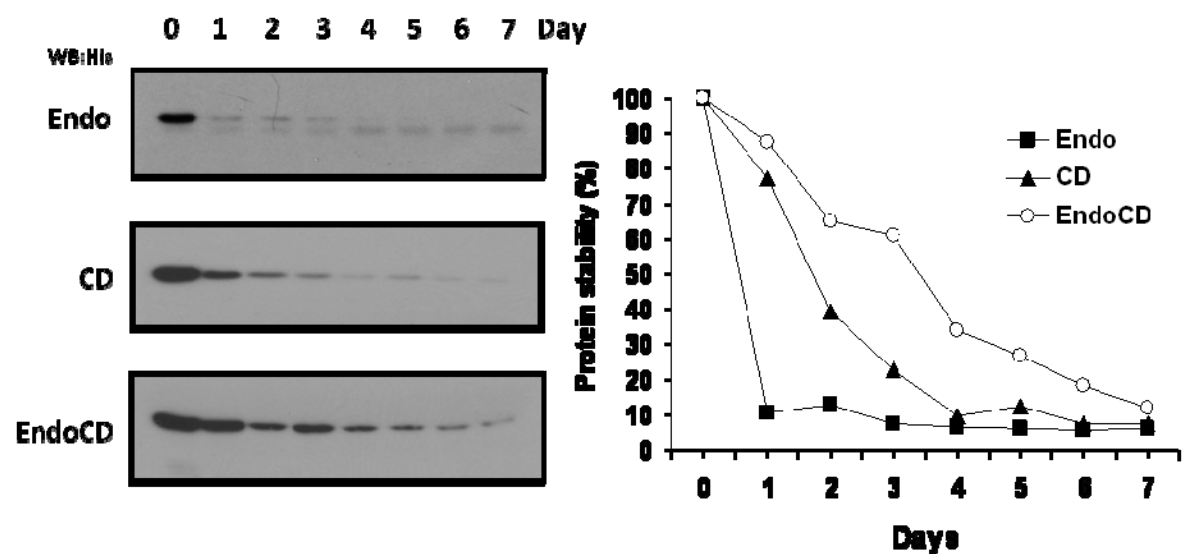 0 1 2 3 4 5 6 7 Day
WB:His
Endo
CD
EndoCD
Protein stability (%)
100
90
80
70
60
50
40
30
20
10
0
0 1 2 3 4 5 6 7
Days
Endo
CD
EndoCD